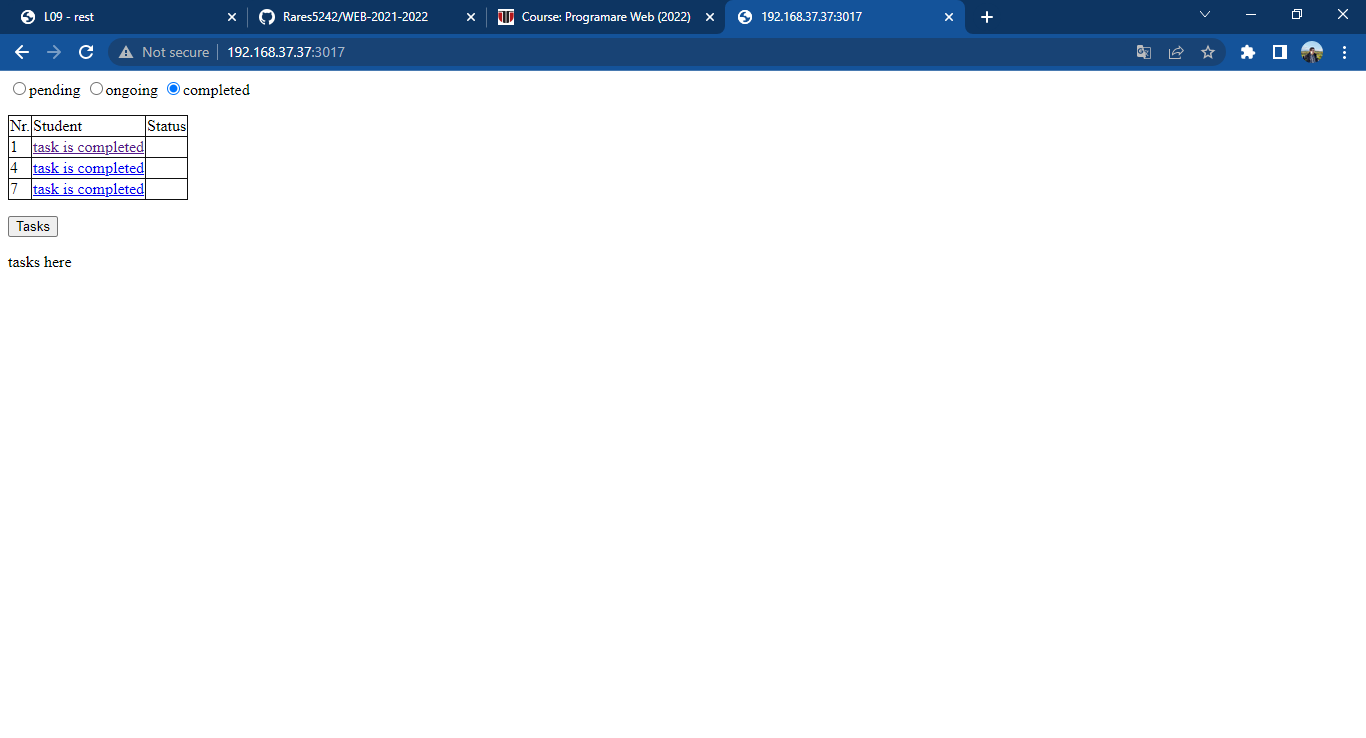 L09 - rest
Rares5242/WEB-2021-2022
Course: Programare Web (2022)
192.168.37.37:3017
Not secure 192.168.37.37:3017
pending ongoing completed
Nr. Student Status
1 task is completed
4 task is completed
7 task is completed
Tasks
tasks here